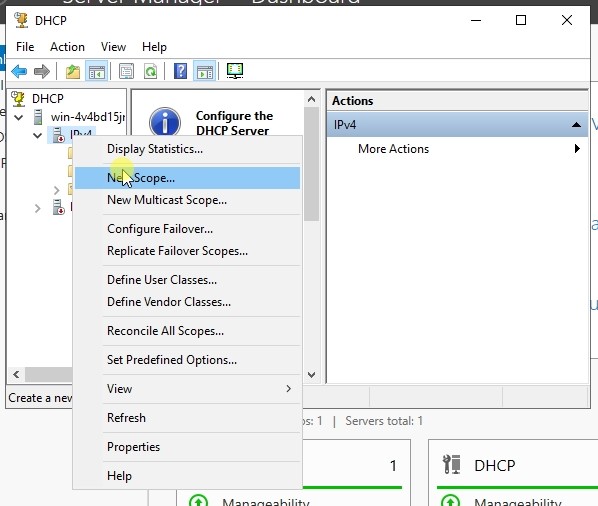 Server Manager Dashboard
DHCP
File Action View Help
DHCP
win-4v4bd15jr
IPv4
Configure the
DHCP Server
Actions
IPv4
More Actions
Display Statistics...
New Scope...
New Multicast Scope...
Configure Failover...
Replicate Failover Scopes...
Define User Classes...
Define Vendor Classes...
Reconcile All Scopes...
Set Predefined Options...
View
Refresh
Properties
Help
Create a new
ps: 1 | Servers total: 1
1
DHCP
Manageability
Manageability